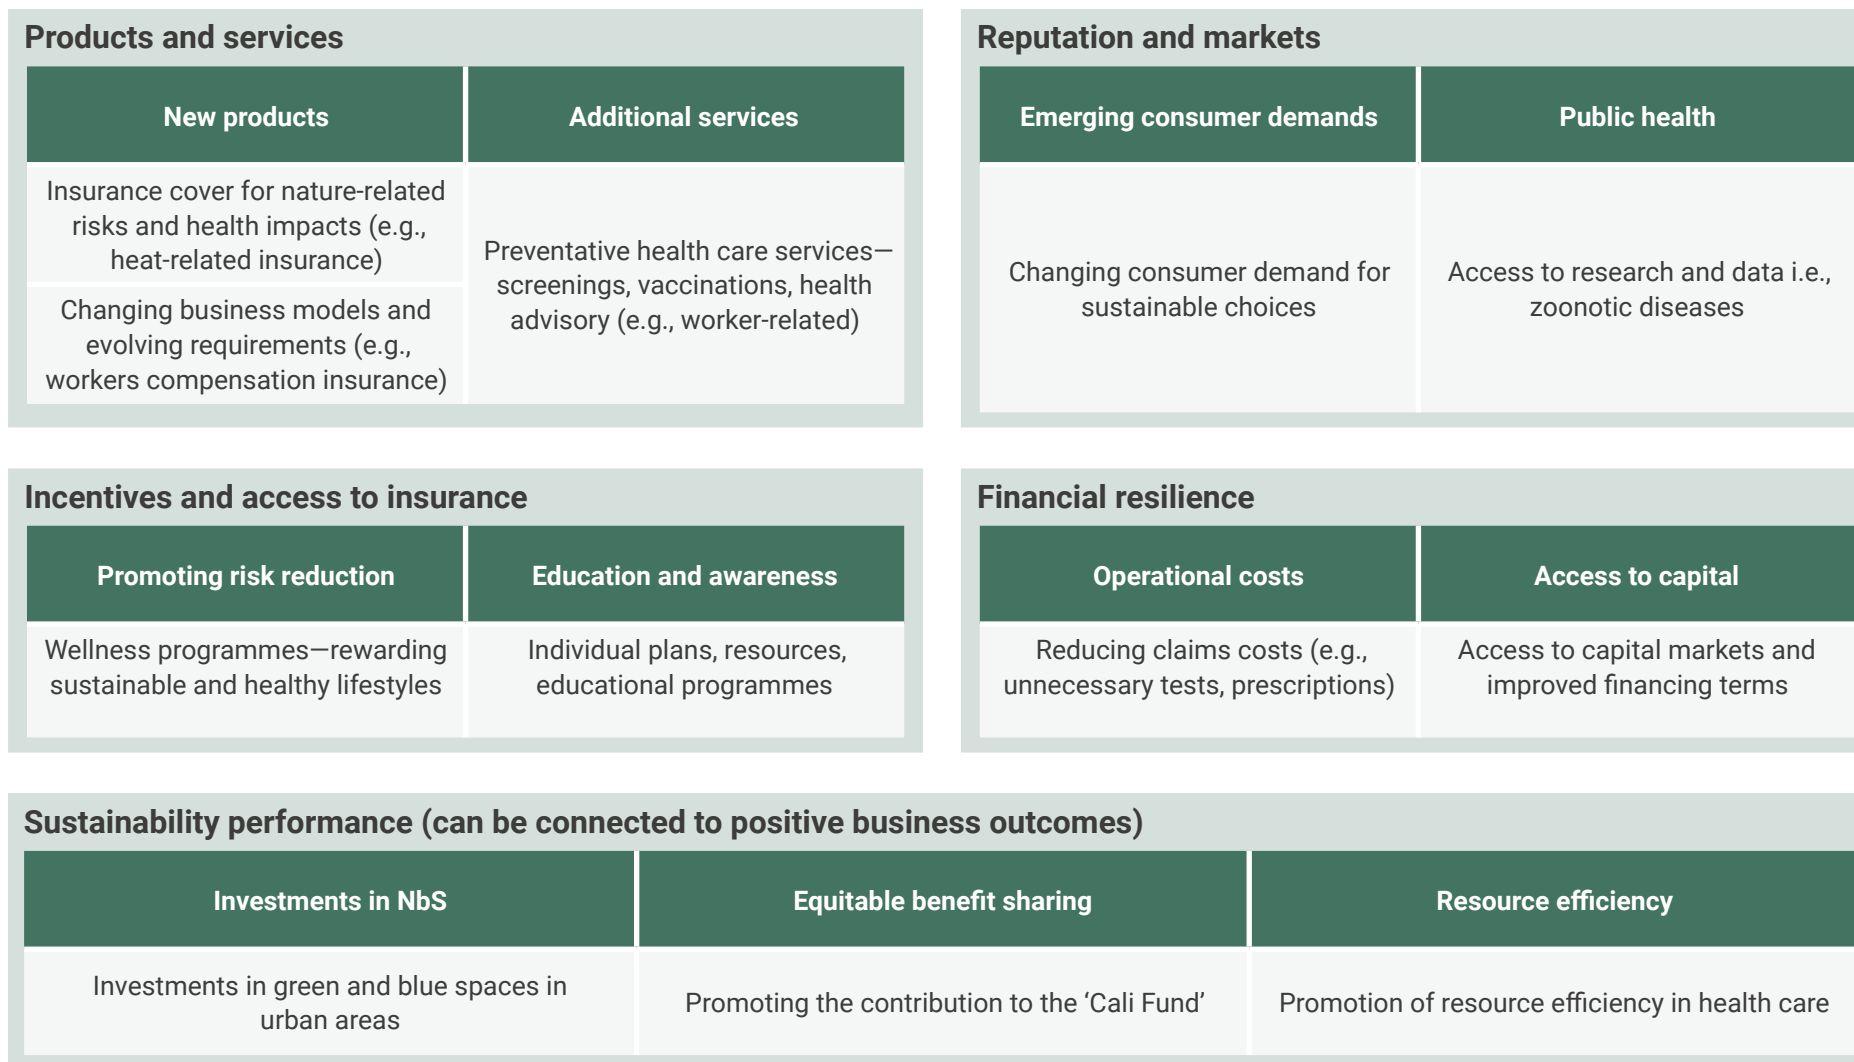 Products and services
New products
Additional services
Insurance cover for nature-related
risks and health impacts (e.g.,
heat-related insurance)
Changing business models and
evolving requirements (e.g.,
workers compensation insurance)
Preventative health care services—
screenings, vaccinations, health
advisory (e.g., worker-related)
Reputation and markets
Emerging consumer demands
Public health
Changing consumer demand for
sustainable choices
Access to research and data i.e.,
zoonotic diseases
Incentives and access to insurance
Promoting risk reduction
Education and awareness
Wellness programmes—rewarding
sustainable and healthy lifestyles
Individual plans, resources,
educational programmes
Financial resilience
Operational costs
Access to capital
Reducing claims costs (e.g.,
unnecessary tests, prescriptions)
Access to capital markets and
improved financing terms
Sustainability performance (can be connected to positive business outcomes)
Investments in NbS
Equitable benefit sharing
Resource efficiency
Investments in green and blue spaces in
urban areas
Promoting the contribution to the ‘Cali Fund’
Promotion of resource efficiency in health care